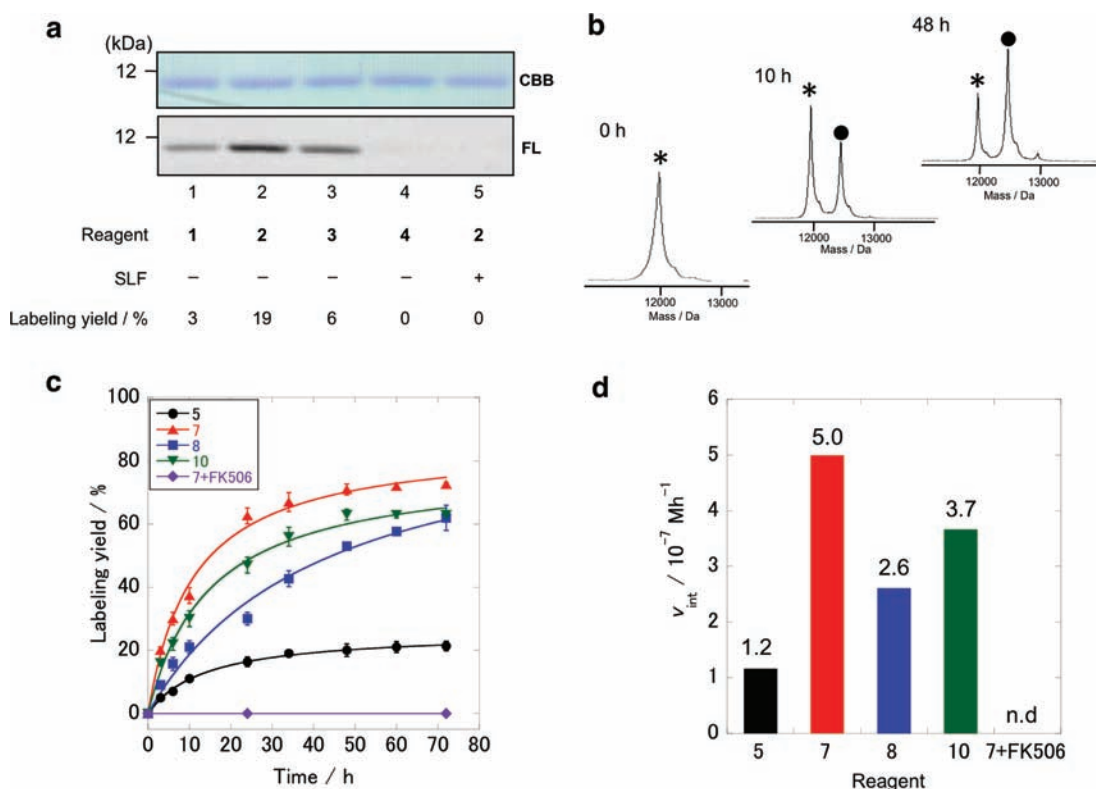 a
(kDa)
12
CBB
12
FL
1 2 3 4 5
Reagent 1 2 3 4 2
SLF – – – – +
Labeling yield / % 3 19 6 0 0
b
0 h
*
12000 13000
Mass / Da
10 h
* ●
12000 13000
Mass / Da
48 h
* ●
12000 13000
Mass / Da
c
Labeling yield / %
100
80
60
40
20
0
5
7
8
10
7+FK506
0 10 20 30 40 50 60 70 80
Time / h
d
v int / 10⁻⁷ Mh⁻¹
6
5
4
3
2
1
0
1.2
5.0
2.6
3.7
n.d
5 7 8 10 7+FK506
Reagent